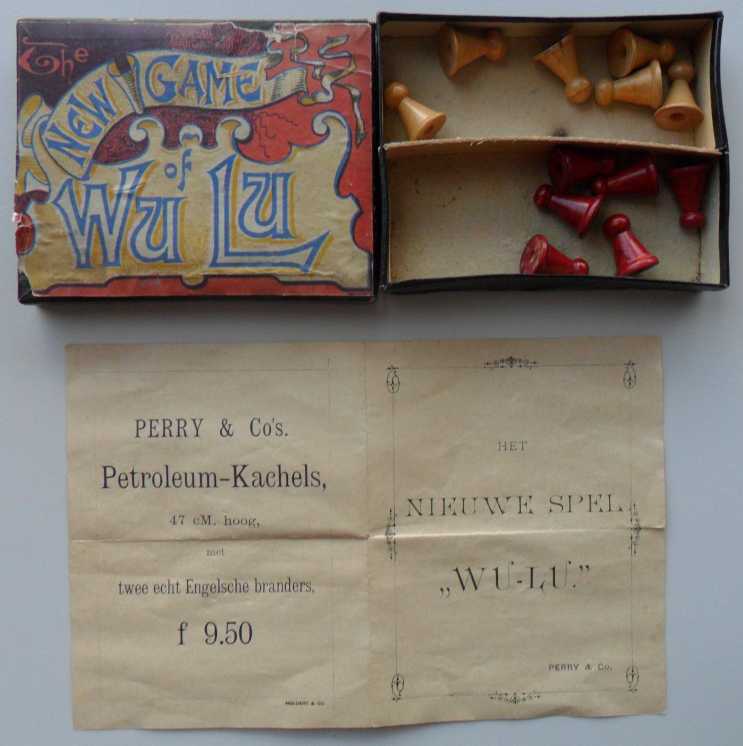 The
NEW GAME
of
WU LU
PERRY & Co's.
Petroleum-Kachels,
47 cM. hoog,
met
twee echt Engelsche branders,
f 9.50
HET
NIEUWE SPEL
„WU-LU.”
PERRY & Co.